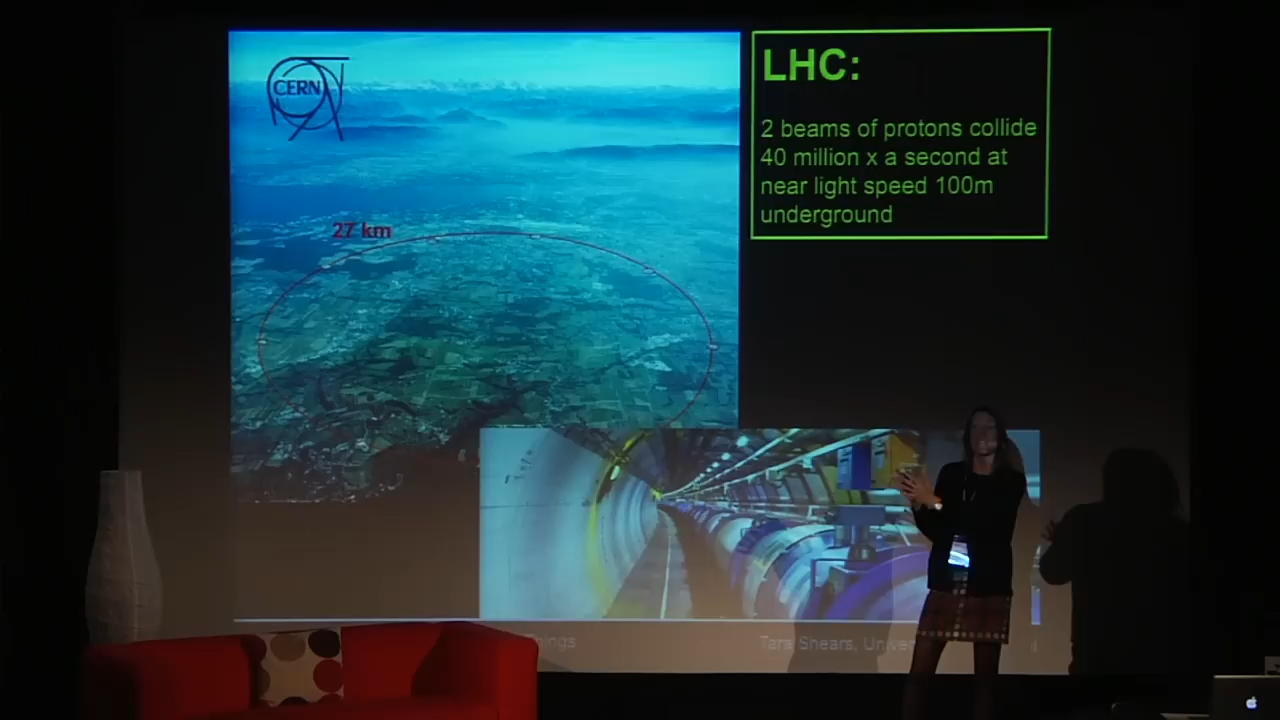 CERN
LHC:
2 beams of protons collide
40 million x a second at
near light speed 100m
underground
27 km
Tara Shears,